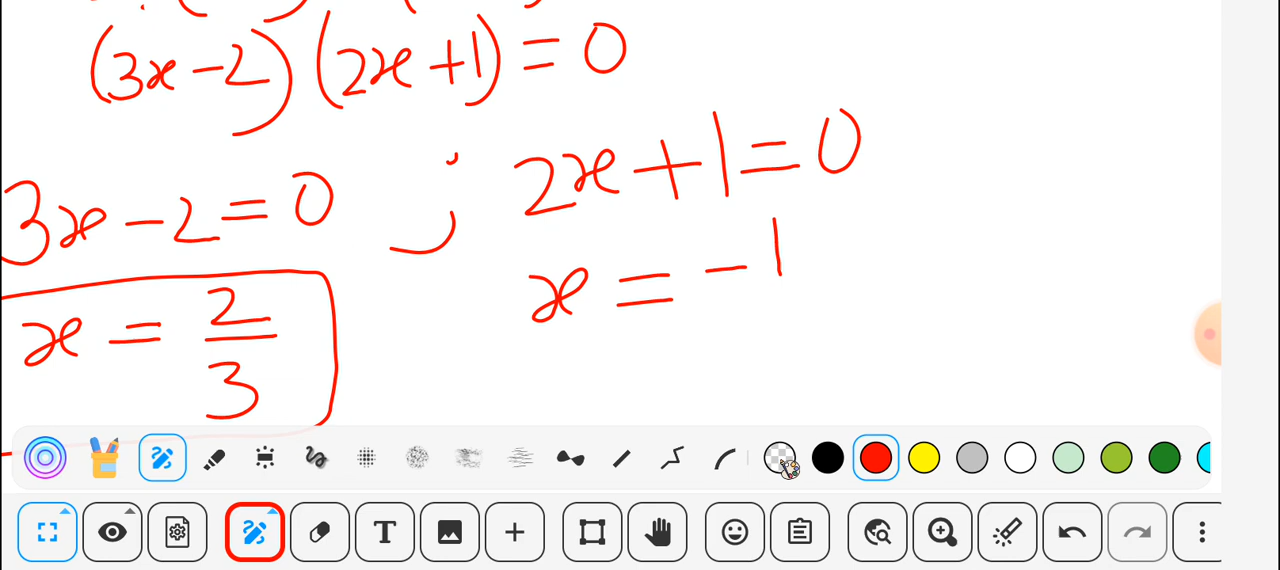 (3x-2)(2x+1)=0
3x-2=0 ; 2x+1=0
x = 2/3
x = -1
T